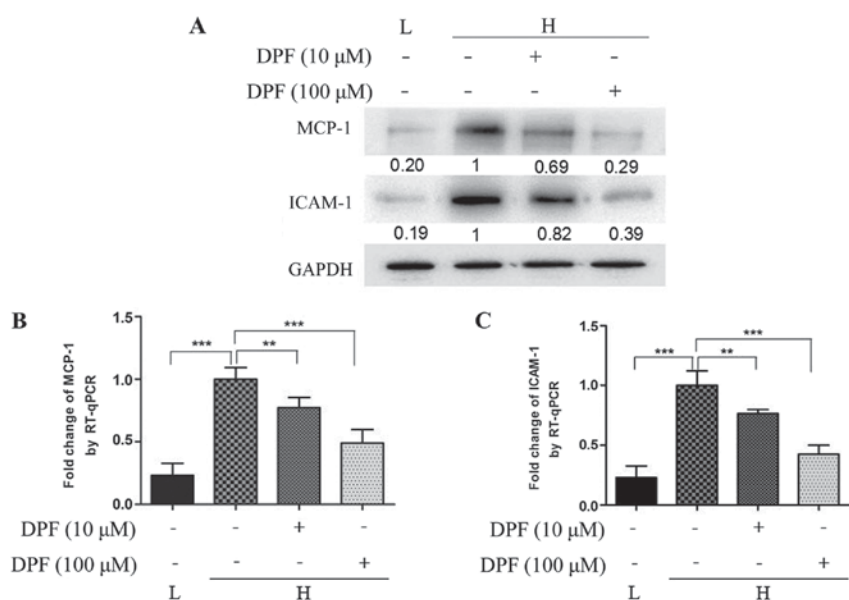 A
L H
DPF (10 μM) - - + -
DPF (100 μM) - - - +
MCP-1
0.20 1 0.69 0.29
ICAM-1
0.19 1 0.82 0.39
GAPDH
B
Fold change of MCP-1
by RT-qPCR
1.5
1.0
0.5
0.0
*** ** ***
DPF (10 μM) - - + -
DPF (100 μM) - - - +
L H
C
Fold change of ICAM-1
by RT-qPCR
1.5
1.0
0.5
0.0
*** ** ***
DPF (10 μM) - - + -
DPF (100 μM) - - - +
L H